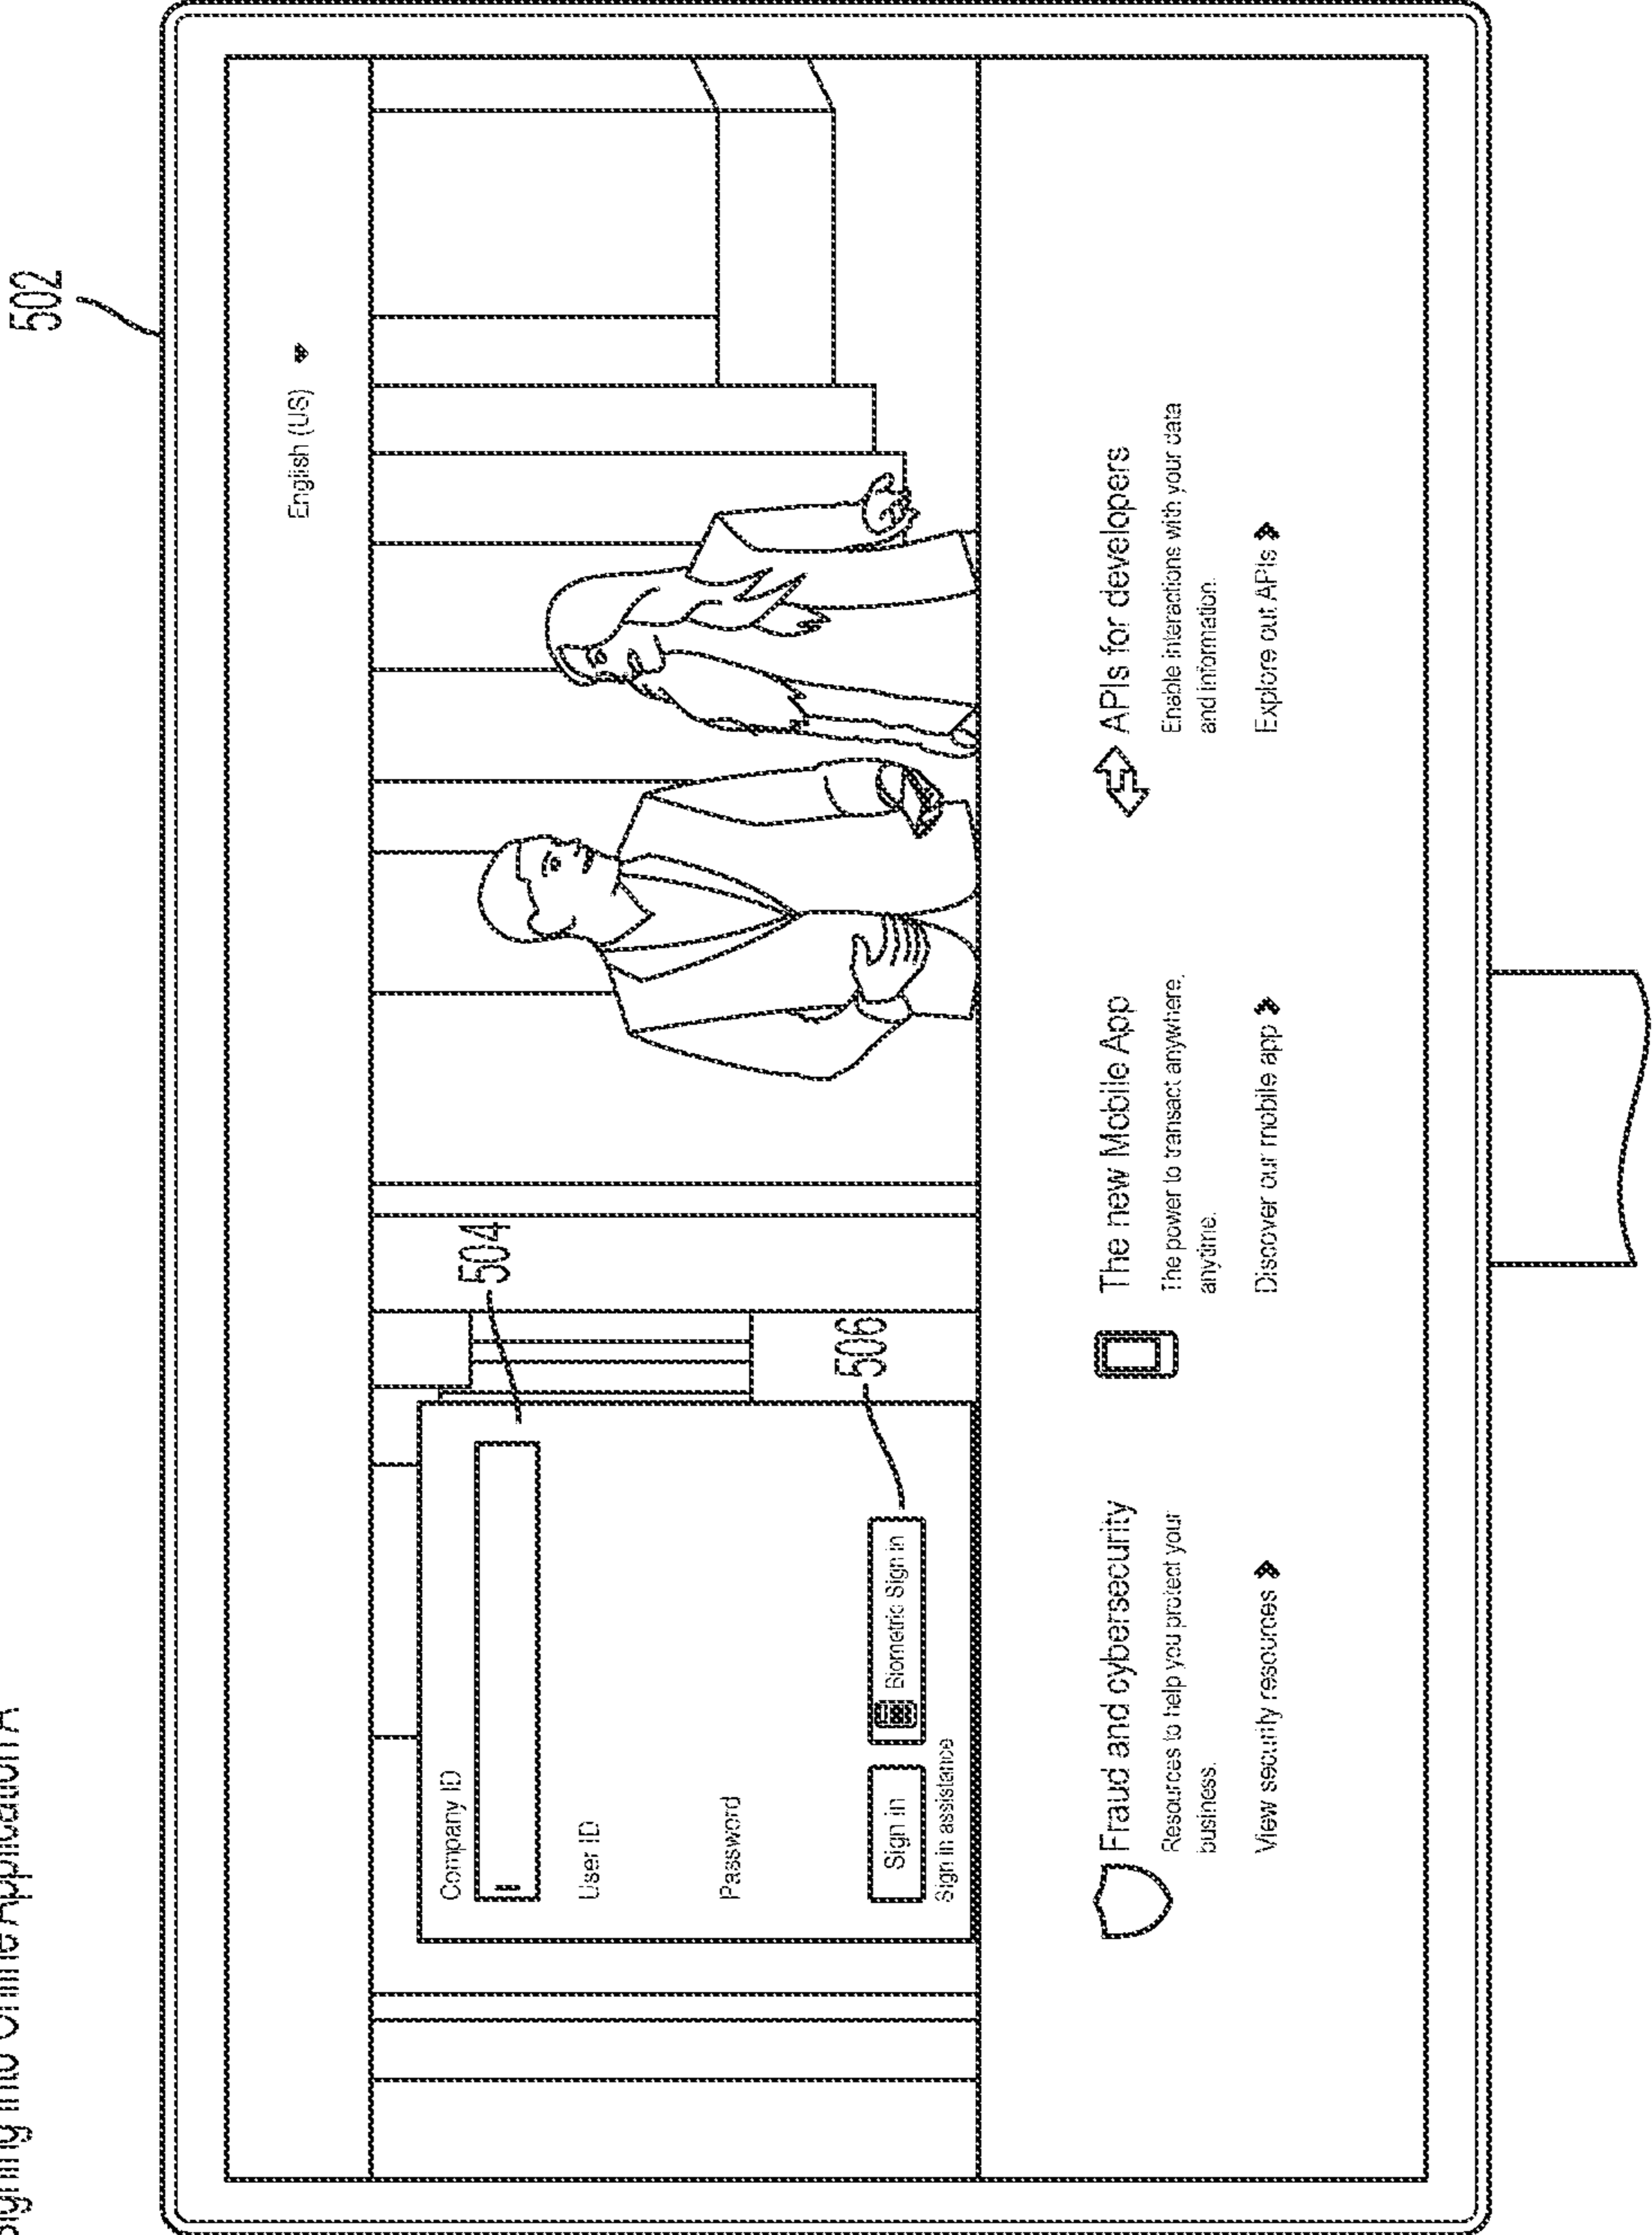 Signing into Online Application A
502
English (US)
504
Company ID
User ID
Password
506
Sign in
Biometric Sign in
Sign in assistance
Fraud and cybersecurity
Resources to help you protect your
business.
View security resources
The new Mobile App
The power to transact anywhere,
anytime.
Discover our mobile app
APIs for developers
Enable interactions with your data
and information.
Explore out APIs